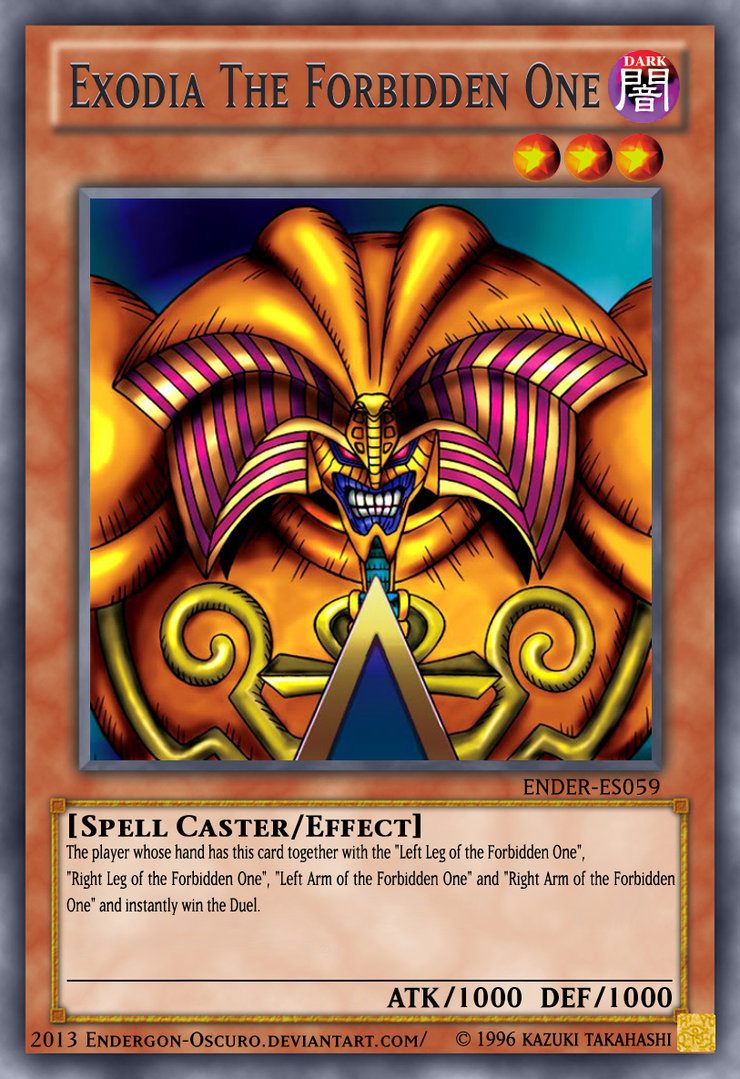 Exodia The Forbidden One
DARK
闇
ENDER-ES059
[Spell Caster/Effect]
The player whose hand has this card together with the "Left Leg of the Forbidden One",
"Right Leg of the Forbidden One", "Left Arm of the Forbidden One" and "Right Arm of the Forbidden
One" and instantly win the Duel.
ATK/1000 DEF/1000
2013 Endergon-Oscuro.deviantart.com/ © 1996 KAZUKI TAKAHASHI